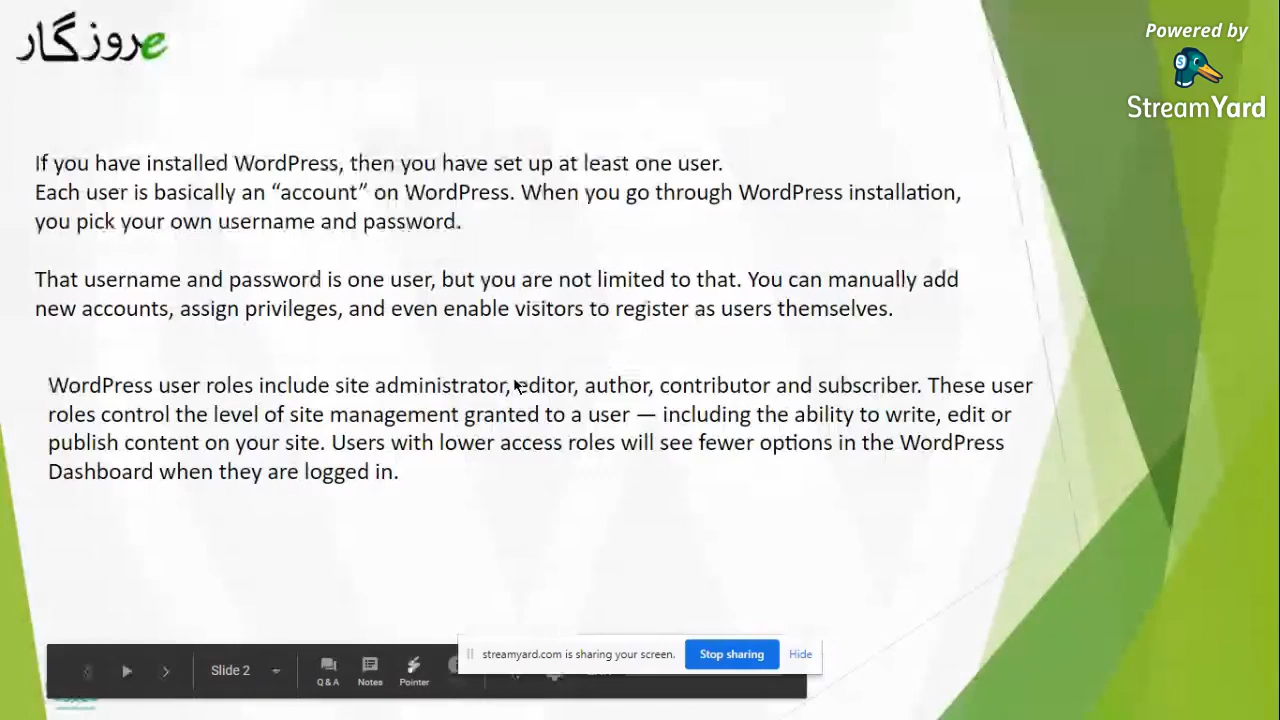 eروزگار
Powered by
StreamYard
If you have installed WordPress, then you have set up at least one user.
Each user is basically an “account” on WordPress. When you go through WordPress installation,
you pick your own username and password.
That username and password is one user, but you are not limited to that. You can manually add
new accounts, assign privileges, and even enable visitors to register as users themselves.
WordPress user roles include site administrator, editor, author, contributor and subscriber. These user
roles control the level of site management granted to a user — including the ability to write, edit or
publish content on your site. Users with lower access roles will see fewer options in the WordPress
Dashboard when they are logged in.
streamyard.com is sharing your screen. Stop sharing Hide
Slide 2
Q & A Notes Pointer